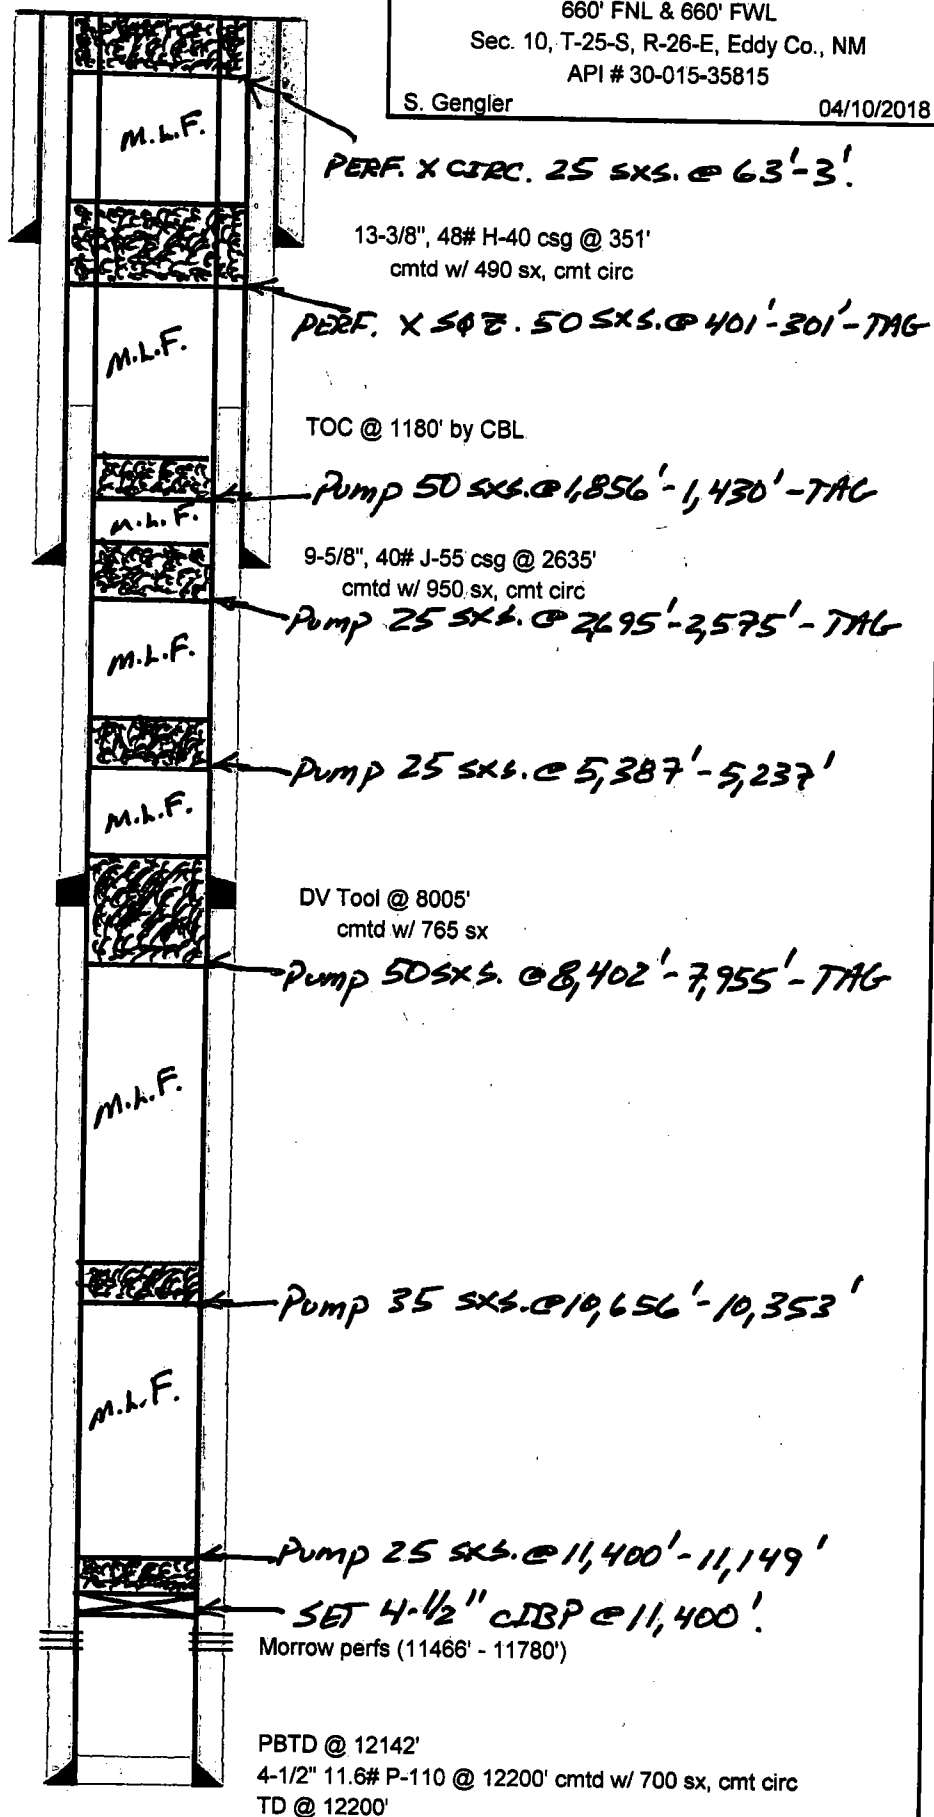 660' FNL & 660' FWL
Sec. 10, T-25-S, R-26-E, Eddy Co., NM
API # 30-015-35815
S. Gengler 04/10/2018
M.L.F.
PERF. X CIRC. 25 SXS. @ 63'-3'.
13-3/8", 48# H-40 csg @ 351'
cmtd w/ 490 sx, cmt circ
PERF. X SQZ. 50 SXS. @ 401'-301'-TAG
M.L.F.
TOC @ 1180' by CBL
Pump 50 SXS. @ 1,856'-1,430'-TAG
M.L.F.
9-5/8", 40# J-55 csg @ 2635'
cmtd w/ 950 sx, cmt circ
Pump 25 SXS. @ 2,695'-2,575'-TAG
M.L.F.
Pump 25 SXS. @ 5,387'-5,237'
M.L.F.
DV Tool @ 8005'
cmtd w/ 765 sx
Pump 50 SXS. @ 8,402'-7,955'-TAG
M.L.F.
Pump 35 SXS. @ 10,656'-10,353'
M.L.F.
Pump 25 SXS. @ 11,400'-11,149'
SET 4-1/2" CIBP @ 11,400'.
Morrow perfs (11466' - 11780')
PBTD @ 12142'
4-1/2" 11.6# P-110 @ 12200' cmtd w/ 700 sx, cmt circ
TD @ 12200'